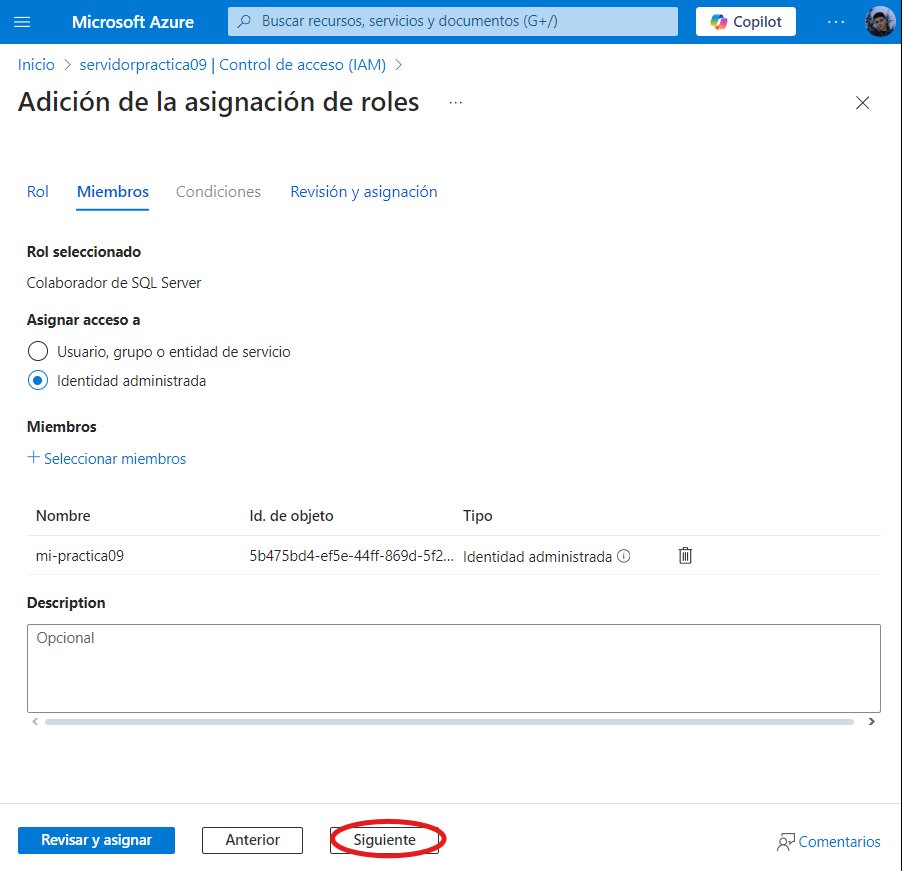 Microsoft Azure
Buscar recursos, servicios y documentos (G+/)
Copilot
...
Inicio > servidorpractica09 | Control de acceso (IAM) >
Adición de la asignación de roles ...
Rol Miembros Condiciones Revisión y asignación
Rol seleccionado
Colaborador de SQL Server
Asignar acceso a
Usuario, grupo o entidad de servicio
Identidad administrada
Miembros
+ Seleccionar miembros
Nombre Id. de objeto Tipo
mi-practica09 5b475bd4-ef5e-44ff-869d-5f2... Identidad administrada
Description
Opcional
Revisar y asignar Anterior Siguiente Comentarios